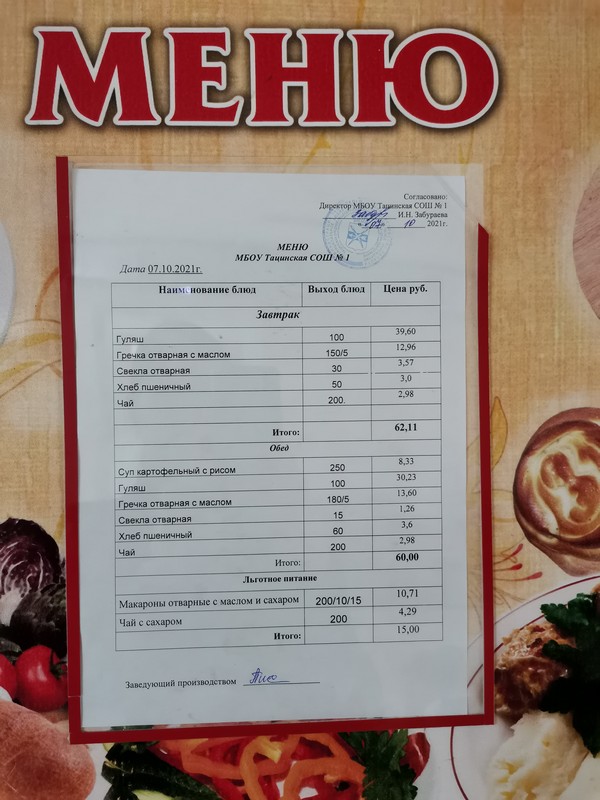 МЕНЮ
Согласовано:
Директор МБОУ Тацинская СОШ № 1
И.Н. Забураева
«07» 10 2021г.
МЕНЮ
МБОУ Тацинская СОШ № 1
Дата 07.10.2021г.
Наименование блюд Выход блюд Цена руб.
Завтрак
Гуляш 100 39,60
Гречка отварная с маслом 150/5 12,96
Свекла отварная 30 3,57
Хлеб пшеничный 50 3,0
Чай 200. 2,98
Итого: 62,11
Обед
Суп картофельный с рисом 250 8,33
Гуляш 100 30,23
Гречка отварная с маслом 180/5 13,60
Свекла отварная 15 1,26
Хлеб пшеничный 60 3,6
Чай 200 2,98
Итого: 60,00
Льготное питание
Макароны отварные с маслом и сахаром 200/10/15 10,71
Чай с сахаром 200 4,29
Итого: 15,00
Заведующий производством